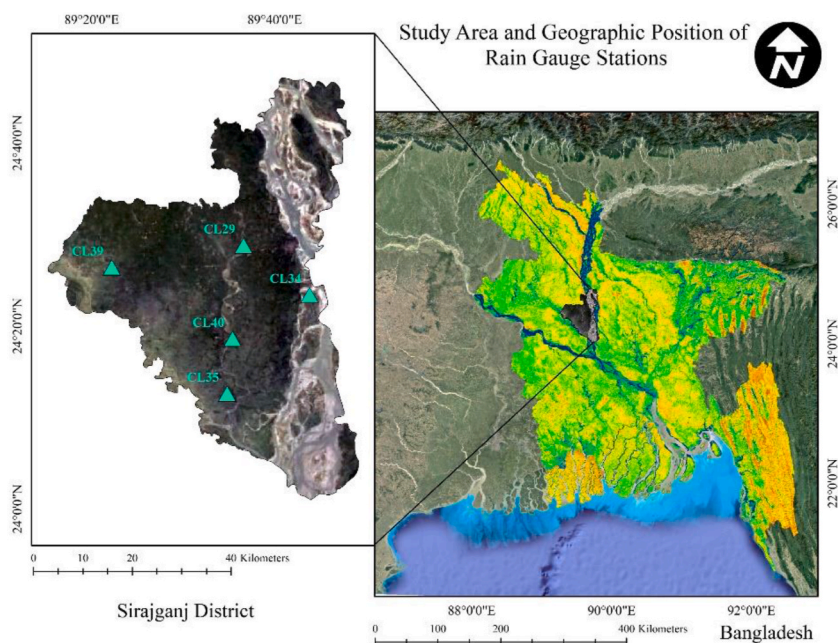 Study Area and Geographic Position of
Rain Gauge Stations
N
89°20'0"E
89°40'0"E
24°40'0"N
24°20'0"N
24°0'0"N
CL29
CL39
CL34
CL40
CL35
0 10 20 40 Kilometers
Sirajganj District
26°0'0"N
24°0'0"N
22°0'0"N
88°0'0"E
90°0'0"E
92°0'0"E
0 100 200 400 Kilometers
Bangladesh